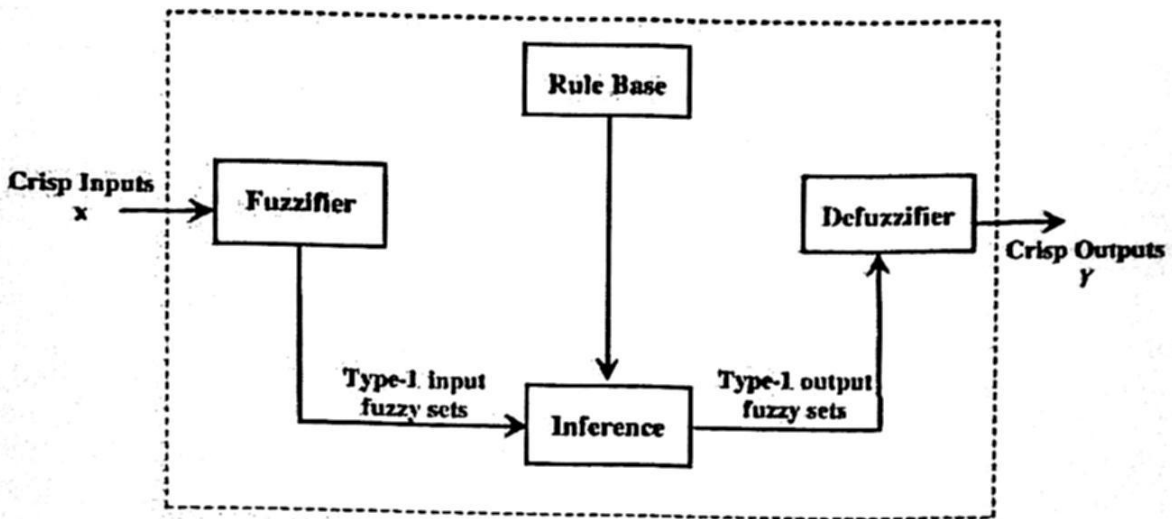 Rule Base
Crisp Inputs
x
Fuzzifier
Defuzzifier
Crisp Outputs
Y
Type-1 input
fuzzy sets
Type-1 output
fuzzy sets
Inference